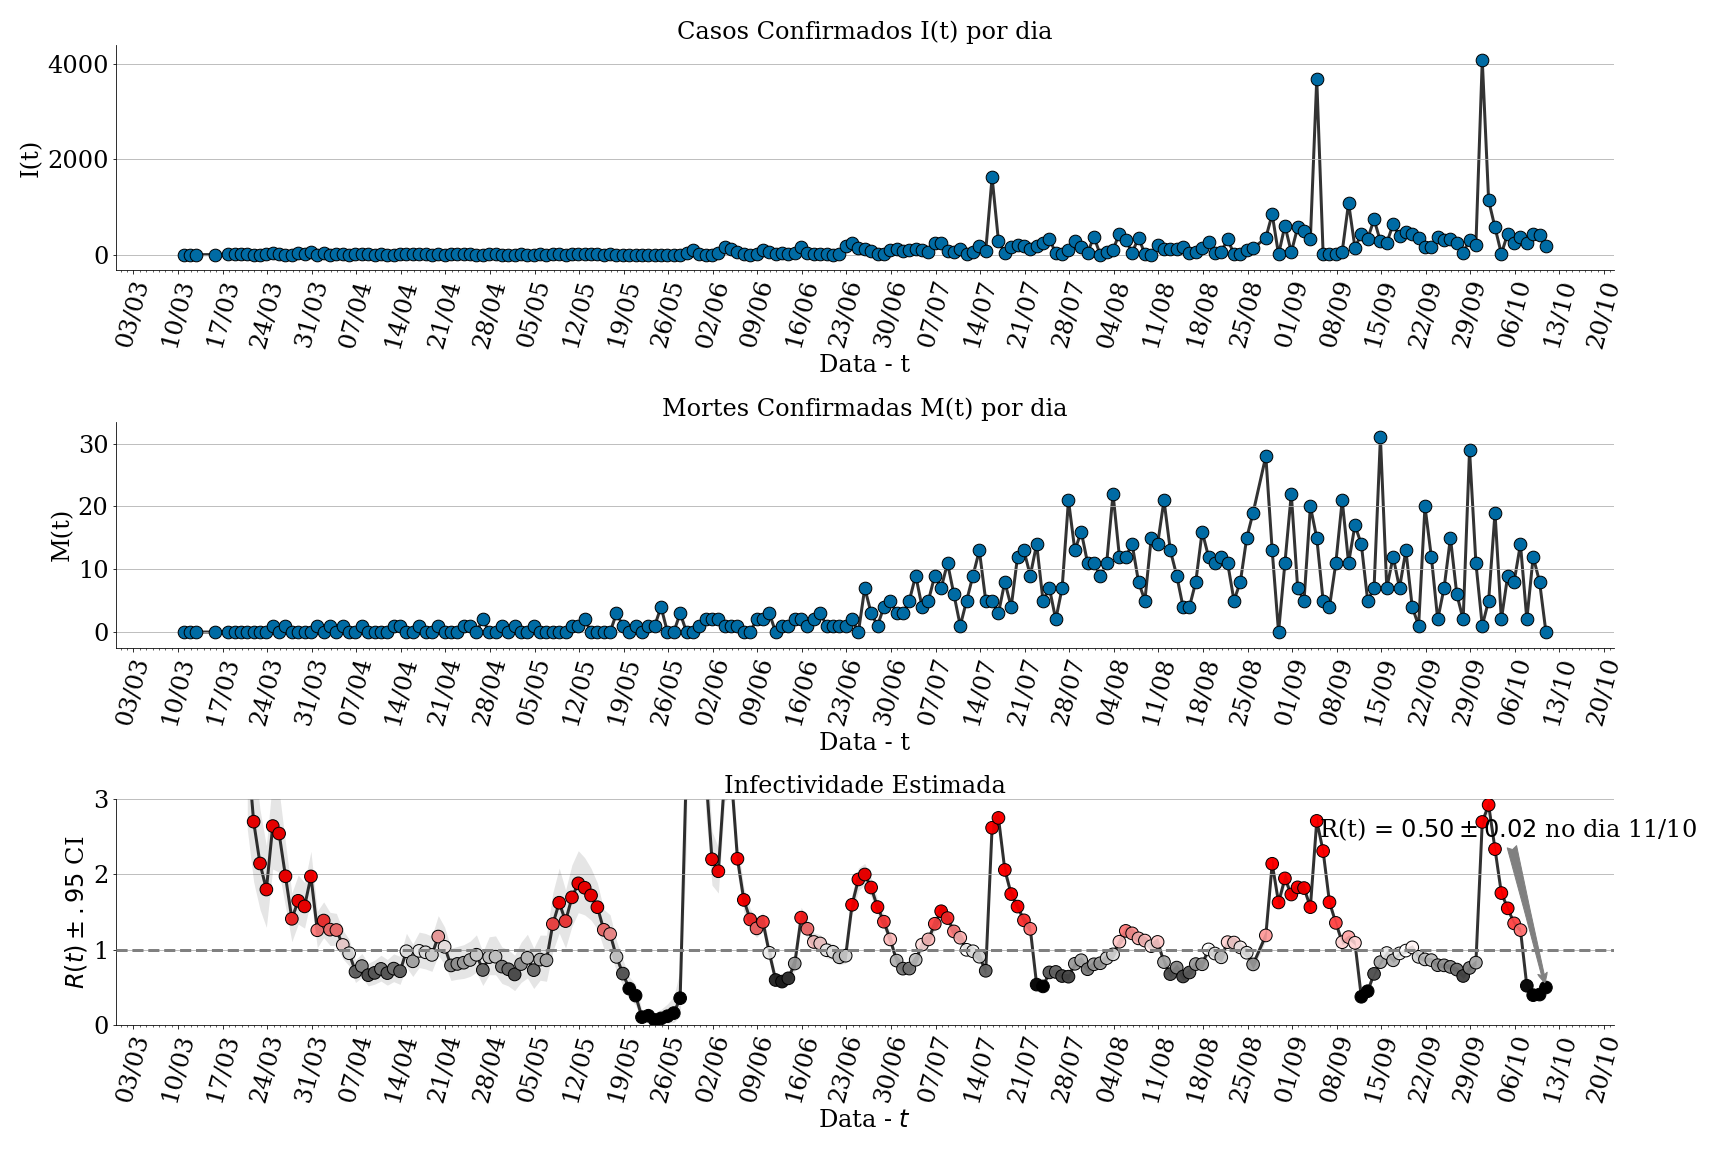 Casos Confirmados I(t) por dia
4000
2000
0
I(t)
03/03 10/03 17/03 24/03 31/03 07/04 14/04 21/04 28/04 05/05 12/05 19/05 26/05 02/06 09/06 16/06 23/06 30/06 07/07 14/07 21/07 28/07 04/08 11/08 18/08 25/08 01/09 08/09 15/09 22/09 29/09 06/10 13/10 20/10
Data - t
Mortes Confirmadas M(t) por dia
30
20
10
0
M(t)
03/03 10/03 17/03 24/03 31/03 07/04 14/04 21/04 28/04 05/05 12/05 19/05 26/05 02/06 09/06 16/06 23/06 30/06 07/07 14/07 21/07 28/07 04/08 11/08 18/08 25/08 01/09 08/09 15/09 22/09 29/09 06/10 13/10 20/10
Data - t
Infectividade Estimada
3
2
1
0
R(t) ± .95 CI
R(t) = 0.50 ± 0.02 no dia 11/10
03/03 10/03 17/03 24/03 31/03 07/04 14/04 21/04 28/04 05/05 12/05 19/05 26/05 02/06 09/06 16/06 23/06 30/06 07/07 14/07 21/07 28/07 04/08 11/08 18/08 25/08 01/09 08/09 15/09 22/09 29/09 06/10 13/10 20/10
Data - t